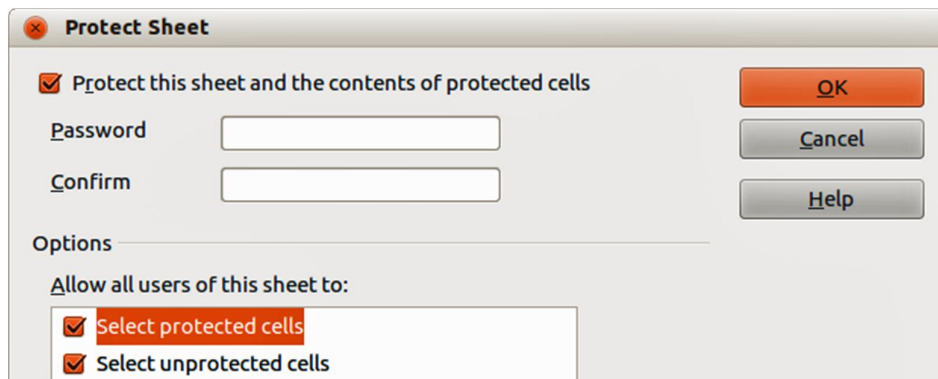 Protect Sheet
Protect this sheet and the contents of protected cells
OK
Password
Cancel
Confirm
Help
Options
Allow all users of this sheet to:
Select protected cells
Select unprotected cells